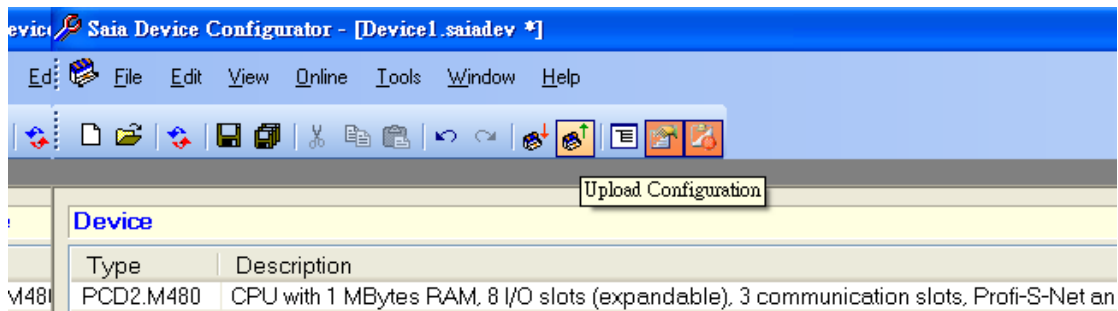 Saia Device Configurator - [Device1.saiadev *]
Ed File Edit View Online Tools Window Help
Upload Configuration
Device
Type Description
M48 PCD2.M480 CPU with 1 MBytes RAM, 8 I/O slots (expandable), 3 communication slots, Profi-S-Net an